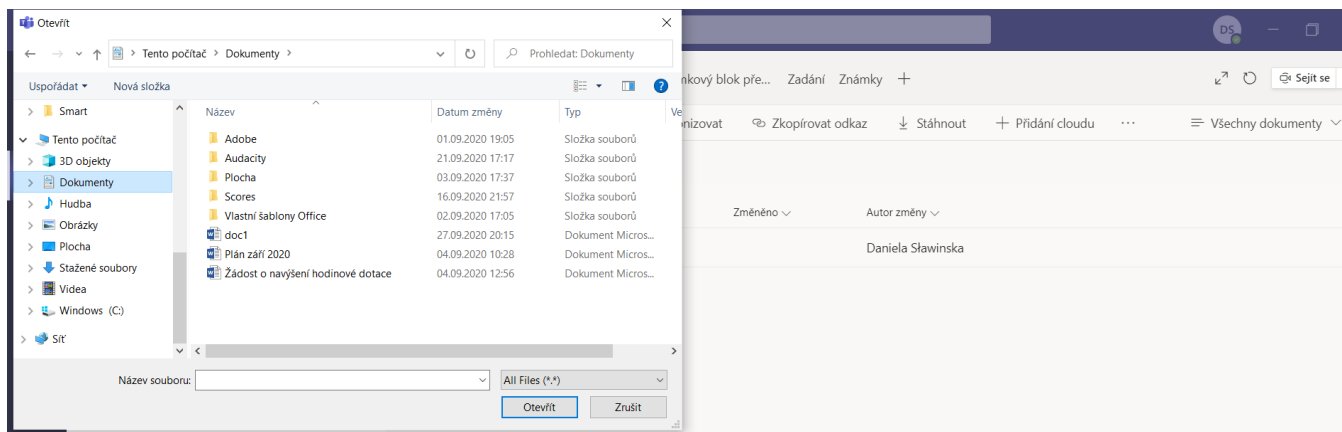 Otevřít
DS
Tento počítač > Dokumenty >
Prohledat: Dokumenty
Uspořádat
Nová složka
?
mkový blok pře... Zadání Známky +
Sejít se
nizovat Zkopírovat odkaz Stáhnout + Přidání cloudu ... Všechny dokumenty
Smart
Tento počítač
3D objekty
Dokumenty
Hudba
Obrázky
Plocha
Stažené soubory
Videa
Windows (C:)
Síť
Název Datum změny Typ Ve
Adobe 01.09.2020 19:05 Složka souborů
Audacity 21.09.2020 17:17 Složka souborů
Plocha 03.09.2020 17:37 Složka souborů
Scores 16.09.2020 21:57 Složka souborů
Vlastní šablony Office 02.09.2020 17:05 Složka souborů
doc1 27.09.2020 20:15 Dokument Micros...
Plán září 2020 04.09.2020 10:28 Dokument Micros...
Žádost o navýšení hodinové dotace 04.09.2020 12:56 Dokument Micros...
Změněno Autor změny
Daniela Sławinska
Název souboru:
All Files (*.*)
Otevřít Zrušit